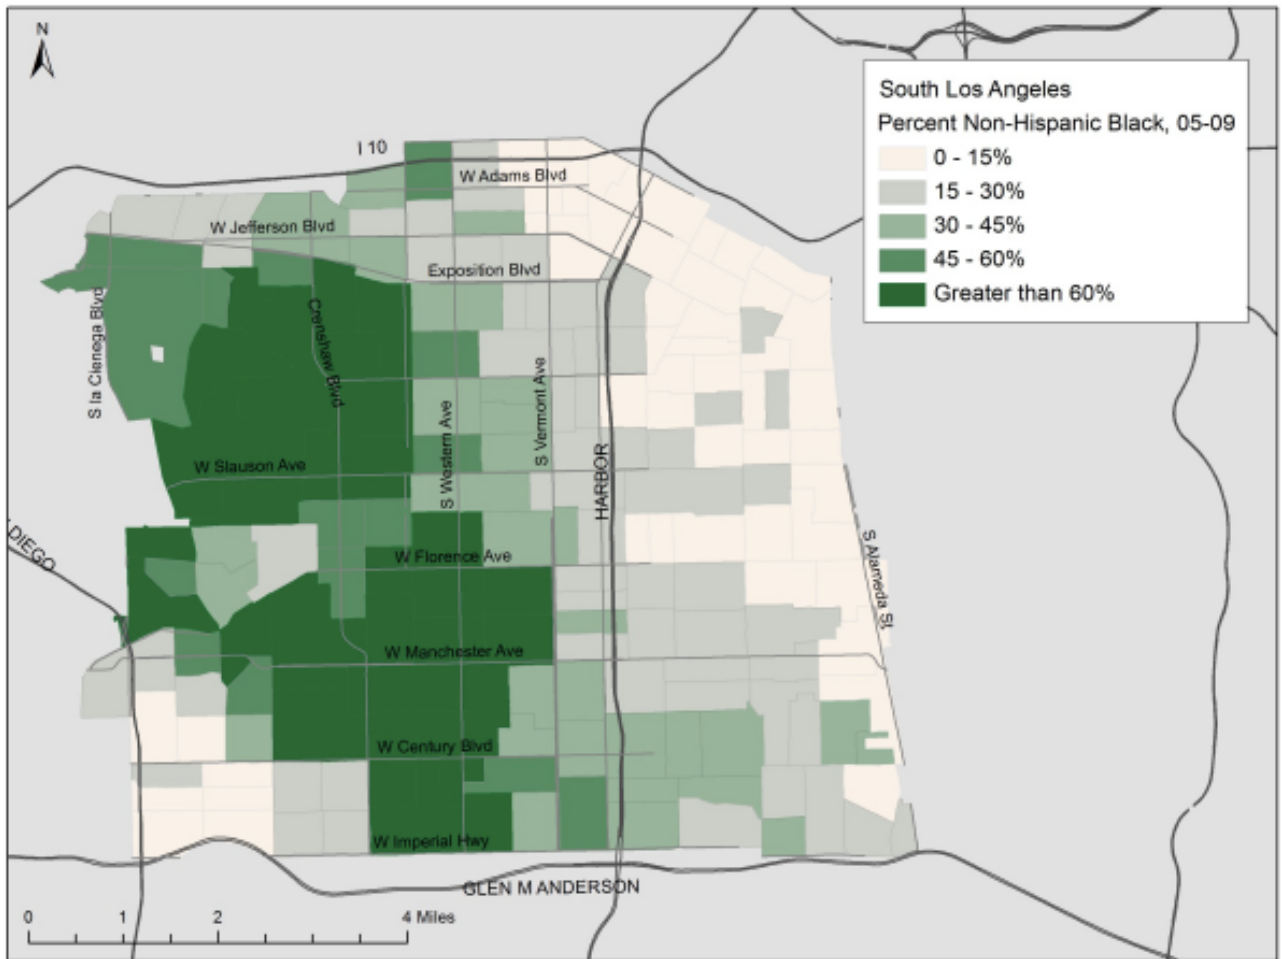 N
South Los Angeles
Percent Non-Hispanic Black, 05-09
0 - 15%
15 - 30%
30 - 45%
45 - 60%
Greater than 60%
I 10
W Adams Blvd
W Jefferson Blvd
Exposition Blvd
S la Cienega Blvd
Crenshaw Blvd
S Western Ave
S Vermont Ave
HARBOR
W Slauson Ave
DIEGO
W Florence Ave
S Alameda St.
W Manchester Ave
W Century Blvd
W Imperial Hwy
GLEN M ANDERSON
0 1 2 4 Miles